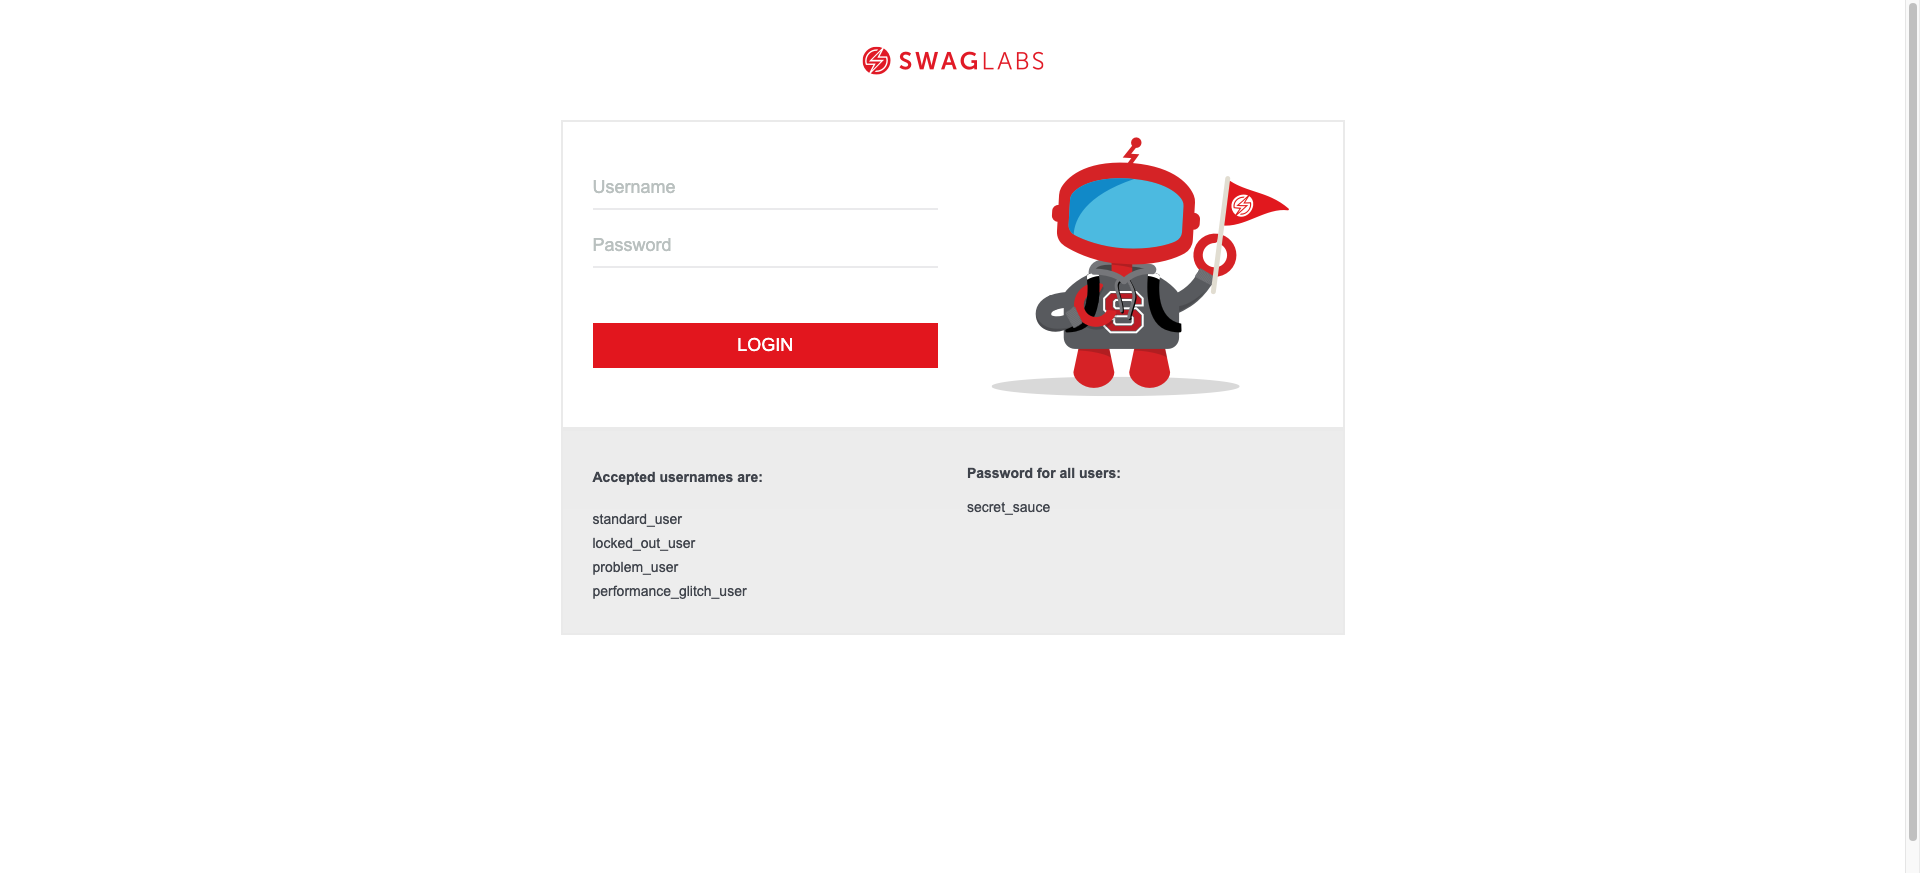 SWAGLABS
Username
Password
LOGIN
S
Accepted usernames are:
standard_user
locked_out_user
problem_user
performance_glitch_user
Password for all users:
secret_sauce